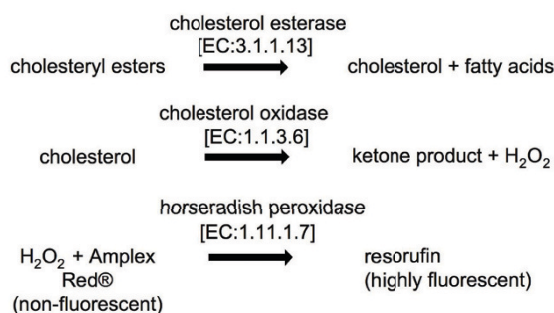 cholesterol esterase
[EC:3.1.1.13]
cholesteryl esters cholesterol + fatty acids
cholesterol oxidase
[EC:1.1.3.6]
cholesterol ketone product + H₂O₂
horseradish peroxidase
[EC:1.11.1.7]
H₂O₂ + Amplex resorufin
Red® (highly fluorescent)
(non-fluorescent)